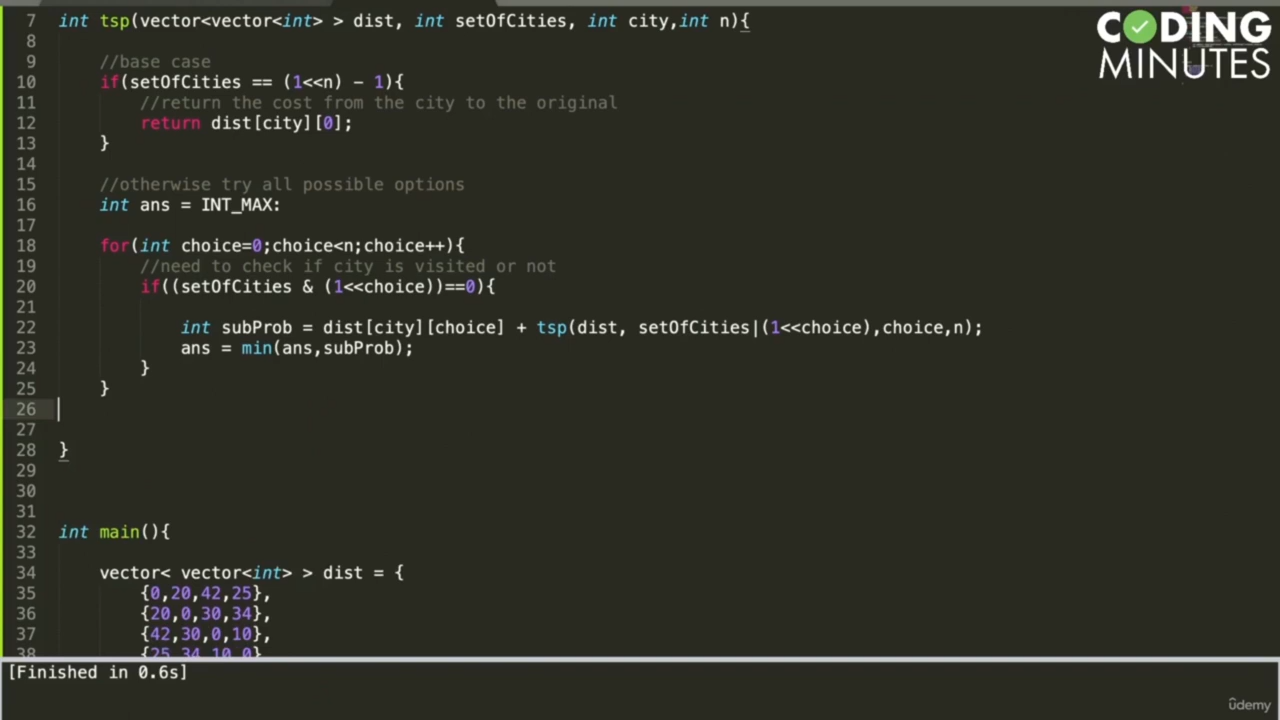 7 int tsp(vector<vector<int> > dist, int setOfCities, int city,int n){
8
9 //base case
10 if(setOfCities == (1<<n) - 1){
11 //return the cost from the city to the original
12 return dist[city][0];
13 }
14
15 //otherwise try all possible options
16 int ans = INT_MAX:
17
18 for(int choice=0;choice<n;choice++){
19 //need to check if city is visited or not
20 if((setOfCities & (1<<choice))==0){
21
22 int subProb = dist[city][choice] + tsp(dist, setOfCities|(1<<choice),choice,n);
23 ans = min(ans,subProb);
24 }
25 }
26
27
28 }
29
30
31
32 int main(){
33
34 vector< vector<int> > dist = {
35 {0,20,42,25},
36 {20,0,30,34},
37 {42,30,0,10},
38 {25,34,10,0}
[Finished in 0.6s]
CODING
MINUTES
ûdemy